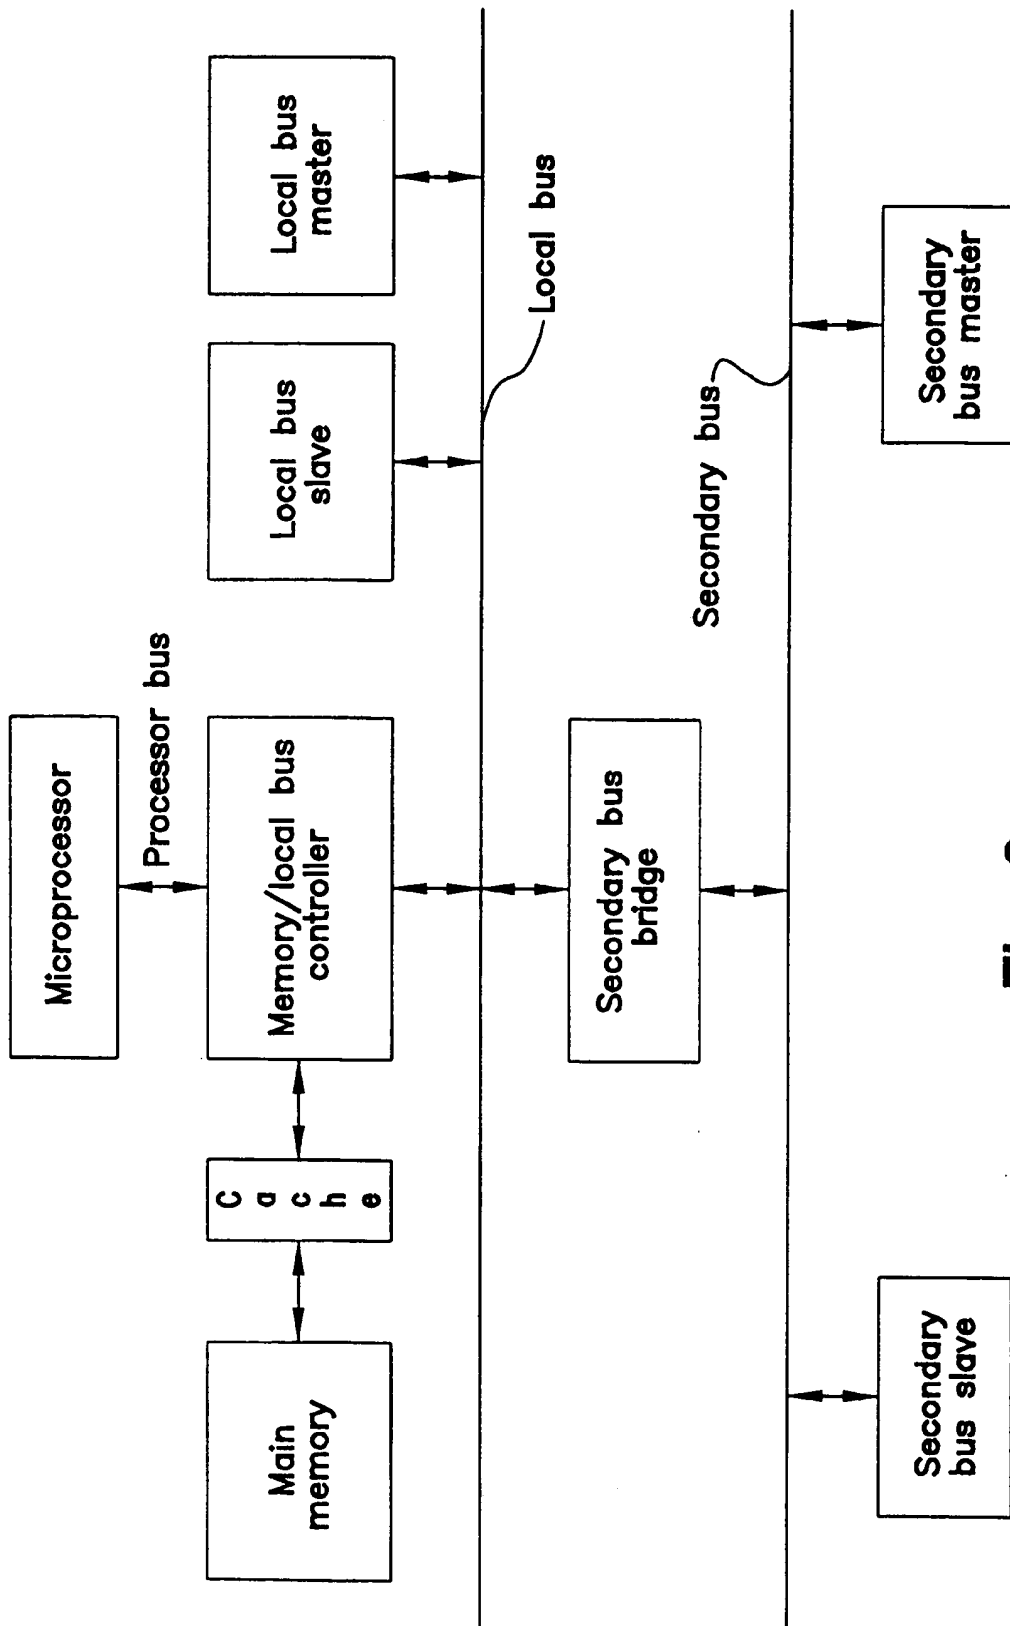 Microprocessor
Processor bus
Main
memory
C
a
c
h
e
Memory/local bus
controller
Local bus
slave
Local bus
master
Local bus
Secondary bus
bridge
Secondary bus
Secondary
bus slave
Secondary
bus master